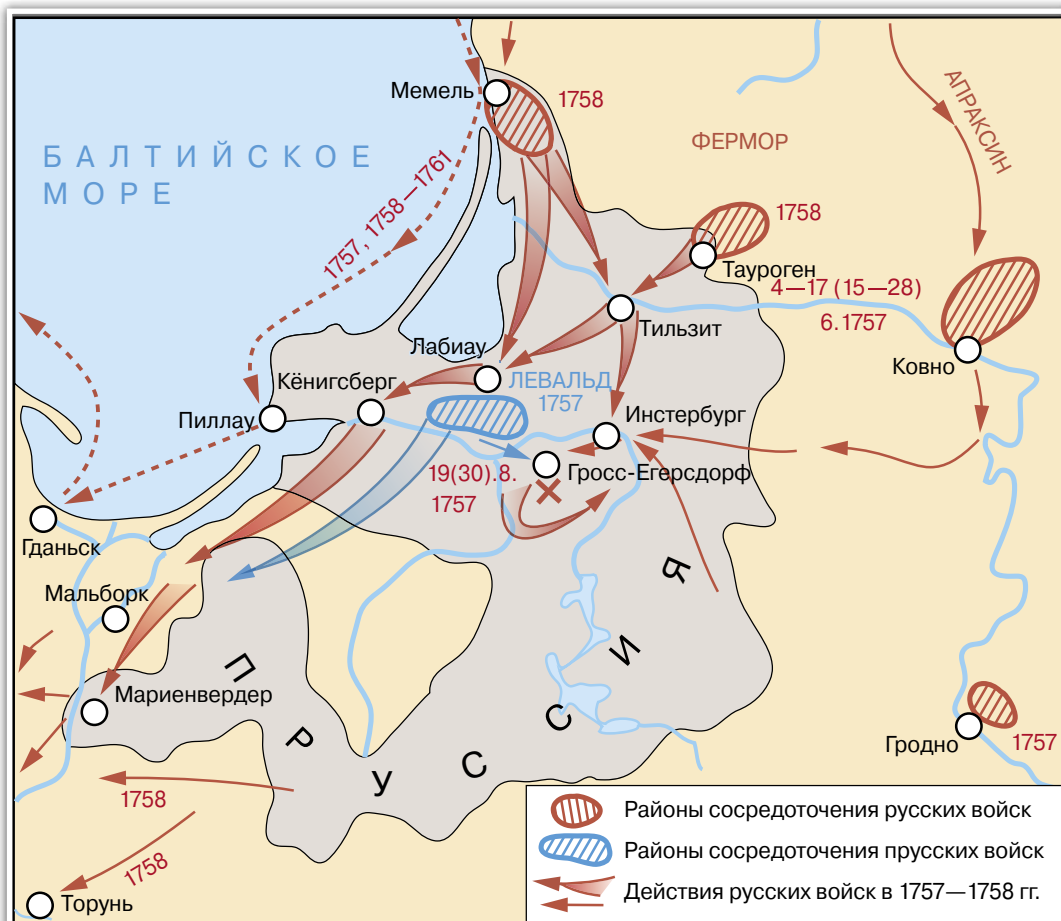 Мемель
1758
АПРАКСИН
ФЕРМОР
БАЛТИЙСКОЕ
МОРЕ
1757, 1758—1761
1758
Тауроген
4—17 (15—28)
6.1757
Тильзит
Ковно
Лабиау
Кёнигсберг
ЛЕВАЛЬД
1757
Пиллау
Инстербург
19(30).8.
1757
Гросс-Егерсдорф
Гданьск
Мальборк
Мариенвердер
ПРУССИЯ
Гродно
1757
1758
1758
Торунь
Районы сосредоточения русских войск
Районы сосредоточения прусских войск
Действия русских войск в 1757—1758 гг.